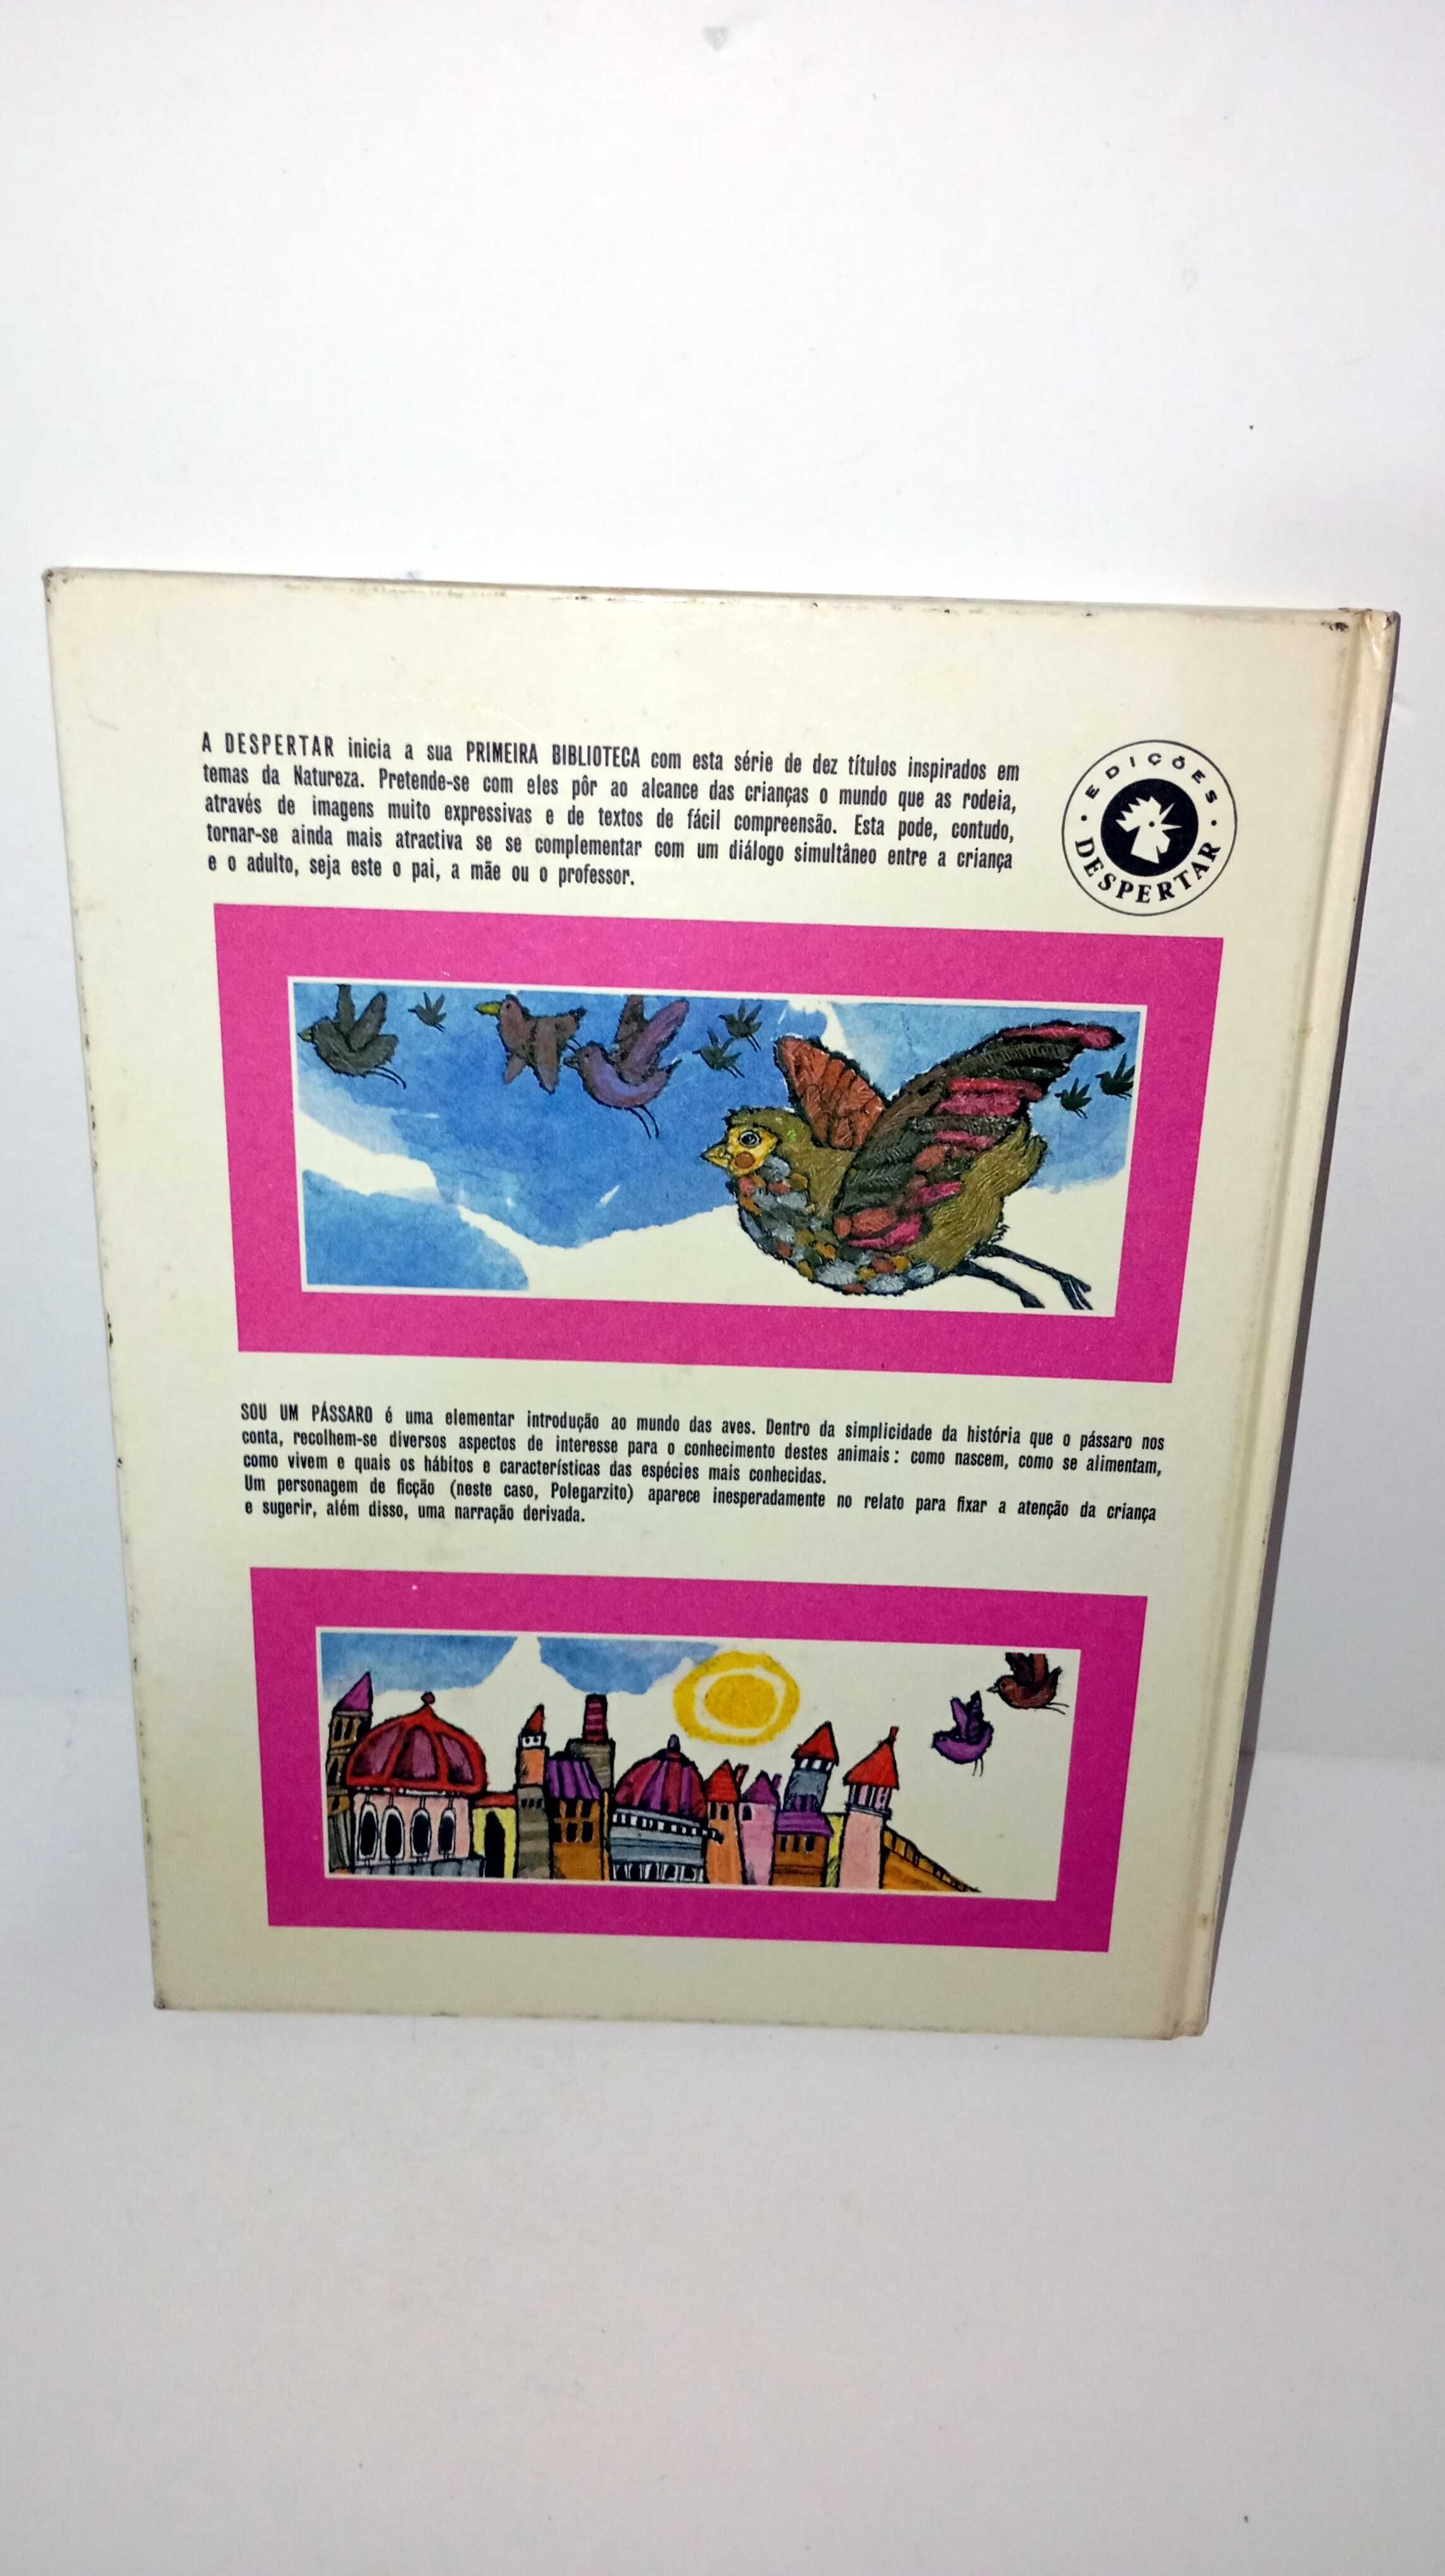 A DESPERTAR inicia a sua PRIMEIRA BIBLIOTECA com esta série de dez títulos inspirados em
temas da Natureza. Pretende-se com eles pôr ao alcance das crianças o mundo que as rodeia,
através de imagens muito expressivas e de textos de fácil compreensão. Esta pode, contudo,
tornar-se ainda mais atractiva se se complementar com um diálogo simultâneo entre a criança
e o adulto, seja este o pai, a mãe ou o professor.
EDIÇÕES
DESPERTAR
SOU UM PÁSSARO é uma elementar introdução ao mundo das aves. Dentro da simplicidade da história que o pássaro nos
conta, recolhem-se diversos aspectos de interesse para o conhecimento destes animais: como nascem, como se alimentam,
como vivem e quais os hábitos e características das espécies mais conhecidas.
Um personagem de ficção (neste caso, Polegarzito) aparece inesperadamente no relato para fixar a atenção da criança
e sugerir, além disso, uma narração derivada.